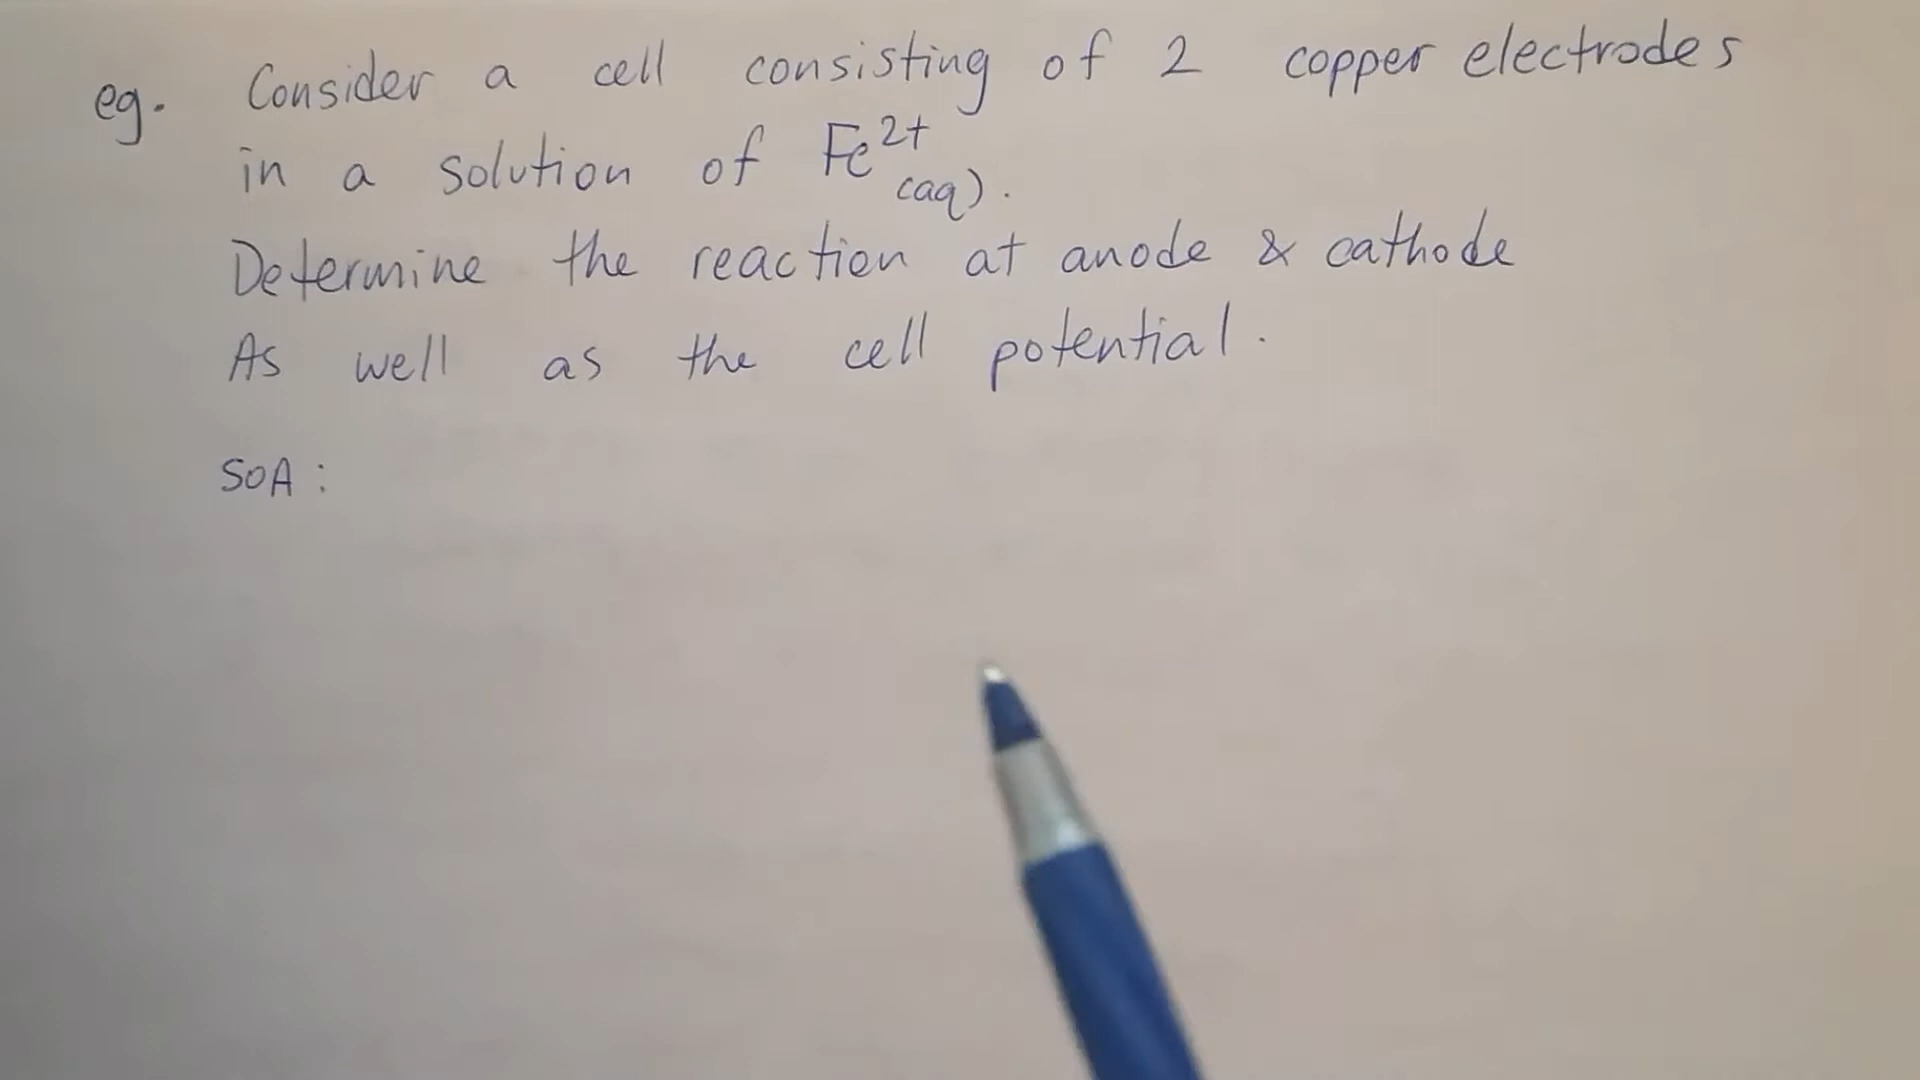 eg. Consider a cell consisting of 2 copper electrodes
in a solution of Fe²⁺(aq).
Determine the reaction at anode & cathode
As well as the cell potential.
SOA: